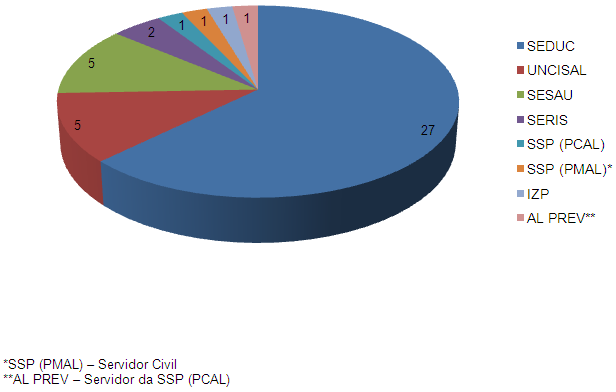 1
1
1
1
2
5
5
27
SEDUC
UNCISAL
SESAU
SERIS
SSP (PCAL)
SSP (PMAL)*
IZP
AL PREV**
*SSP (PMAL) – Servidor Civil
**AL PREV – Servidor da SSP (PCAL)